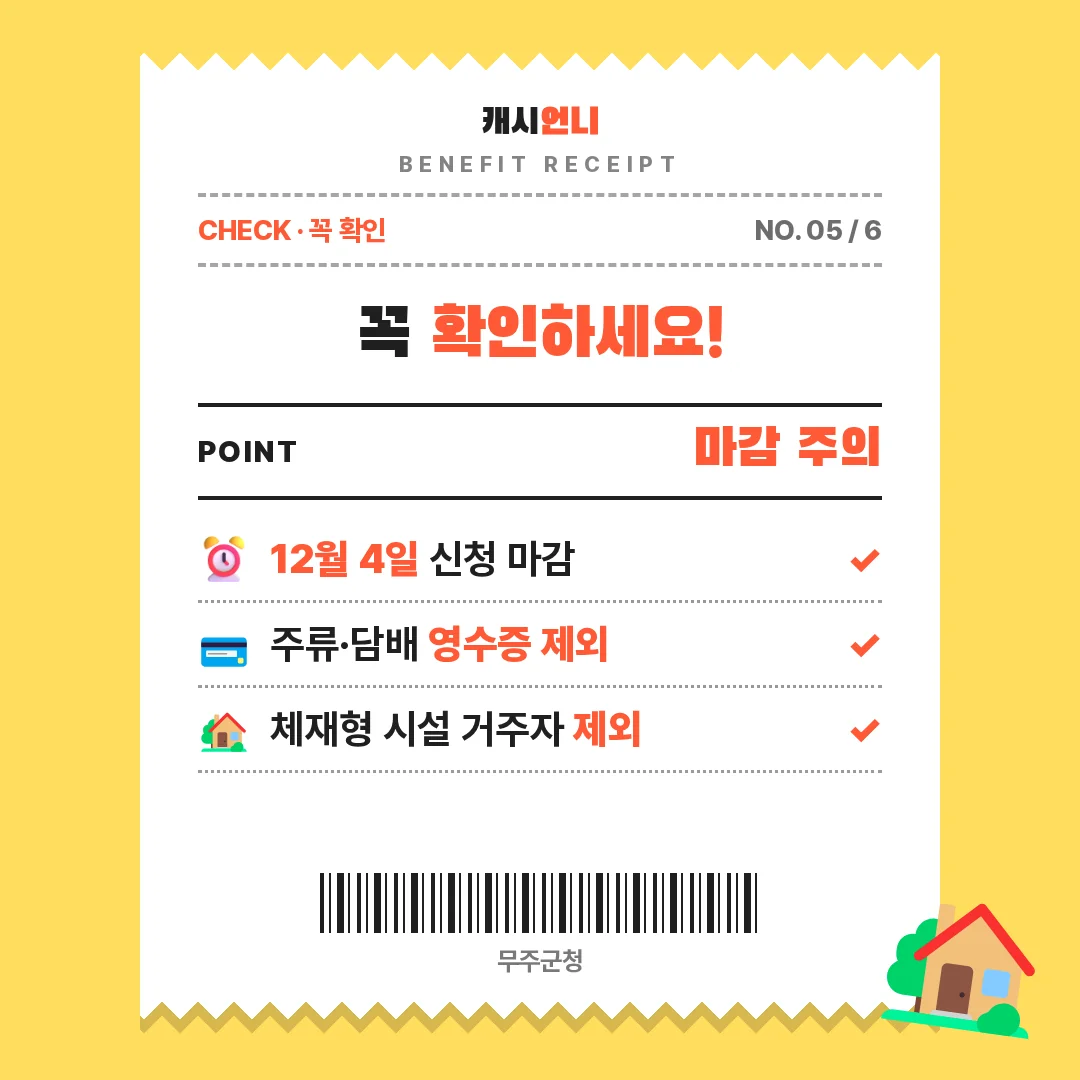 캐시언니
BENEFIT RECEIPT
CHECK · 꼭 확인
NO. 05 / 6
꼭 확인하세요!
POINT
마감 주의
12월 4일 신청 마감
주류·담배 영수증 제외
체재형 시설 거주자 제외
무주군청